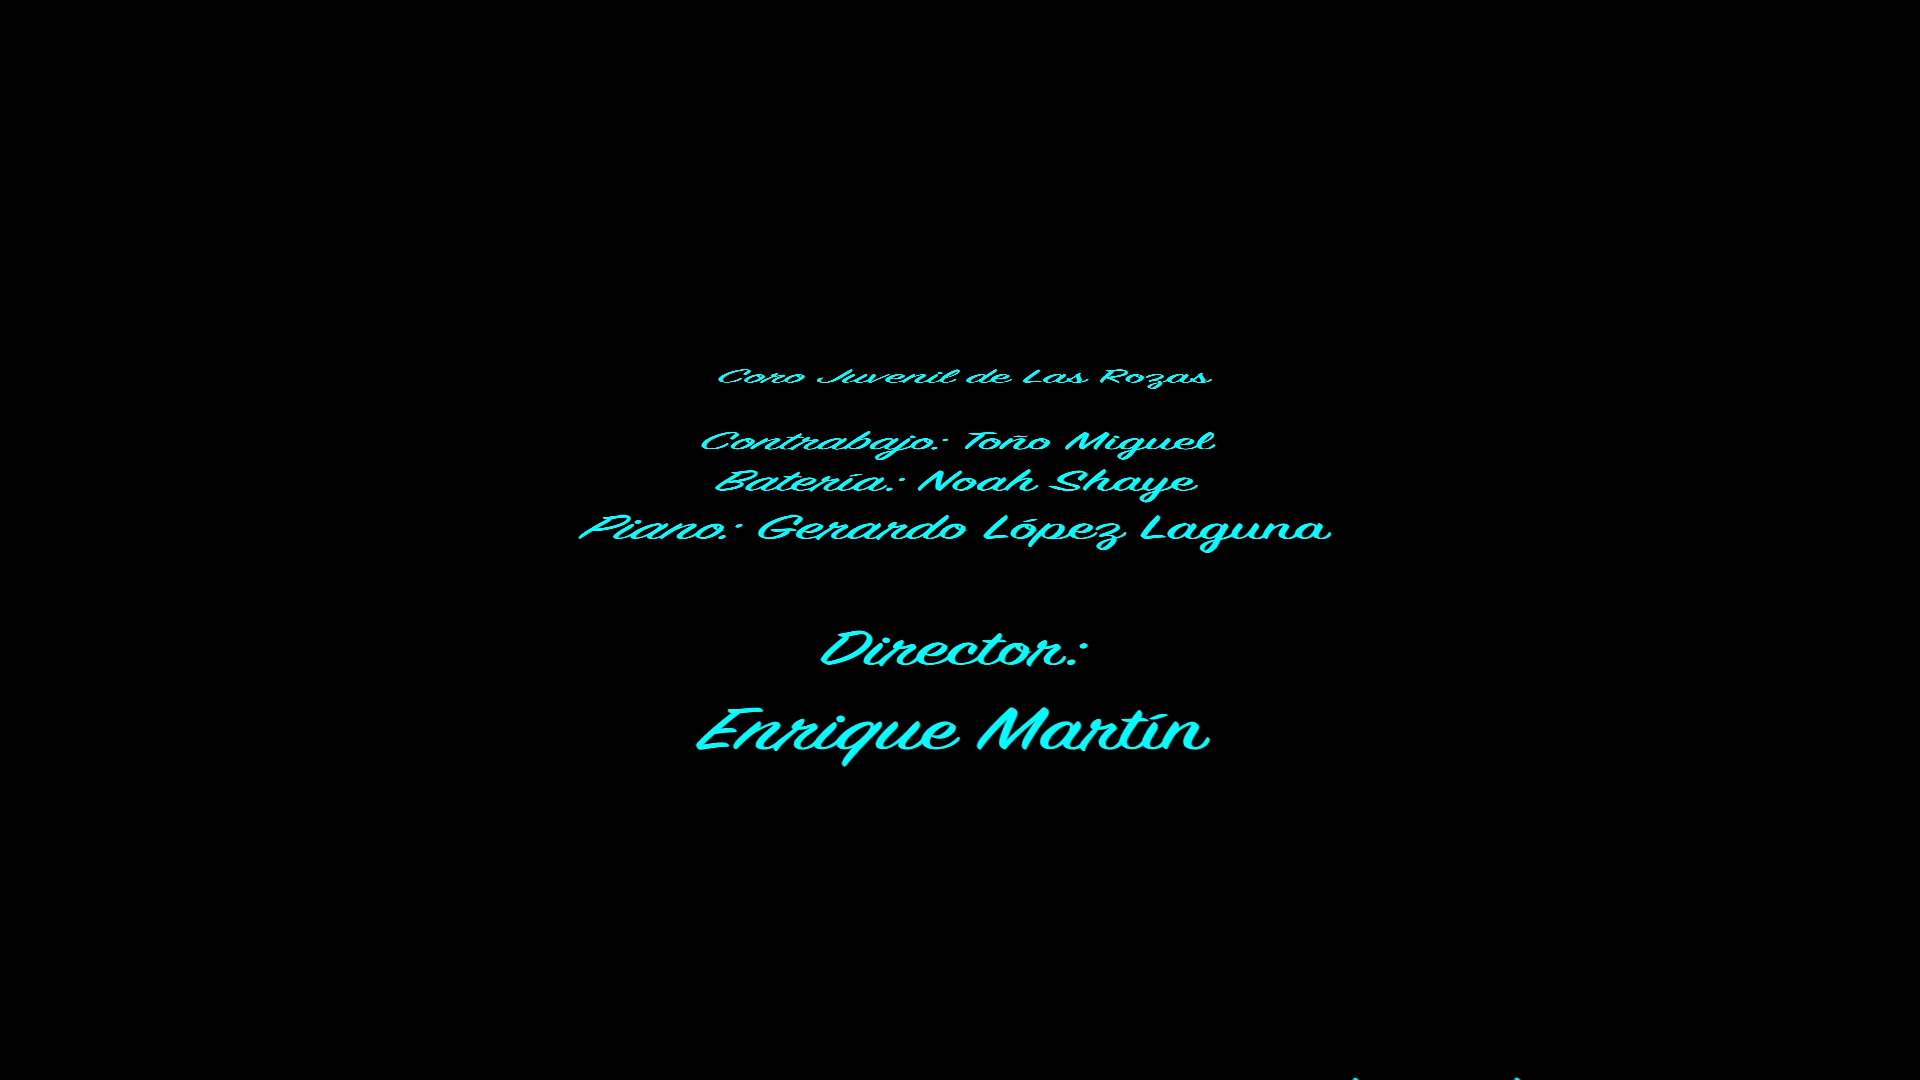 Coro Juvenil de Las Rozas
Contrabajo: Toño Miguel
Batería: Noah Shaye
Piano: Gerardo López Laguna
Director:
Enrique Martín